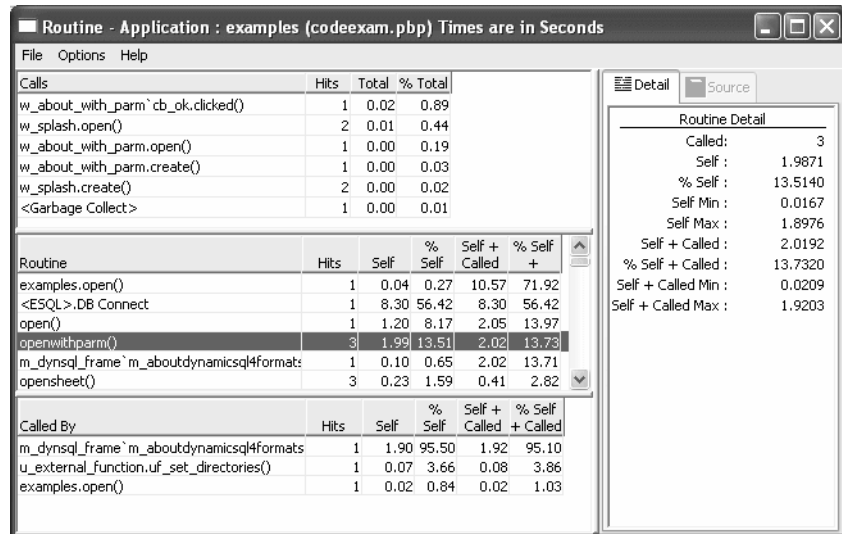 Routine - Application : examples (codeexam.pbp) Times are in Seconds
File Options Help
Calls Hits Total % Total
w_about_with_parm`cb_ok.clicked() 1 0.02 0.89
w_splash.open() 2 0.01 0.44
w_about_with_parm.open() 1 0.00 0.19
w_about_with_parm.create() 1 0.00 0.03
w_splash.create() 2 0.00 0.02
<Garbage Collect> 1 0.00 0.01
% Self + % Self
Routine Hits Self Self Called +
examples.open() 1 0.04 0.27 10.57 71.92
<ESQL>.DB Connect 1 8.30 56.42 8.30 56.42
open() 1 1.20 8.17 2.05 13.97
openwithparm() 3 1.99 13.51 2.02 13.73
m_dynsql_frame`m_aboutdynamicsql4formats 1 0.10 0.65 2.02 13.71
opensheet() 3 0.23 1.59 0.41 2.82
% Self + % Self
Called By Hits Self Self Called + Called
m_dynsql_frame`m_aboutdynamicsql4formats 1 1.90 95.50 1.92 95.10
u_external_function.uf_set_directories() 1 0.07 3.66 0.08 3.86
examples.open() 1 0.02 0.84 0.02 1.03
Detail Source
Routine Detail
Called: 3
Self : 1.9871
% Self : 13.5140
Self Min : 0.0167
Self Max : 1.8976
Self + Called : 2.0192
% Self + Called : 13.7320
Self + Called Min : 0.0209
Self + Called Max : 1.9203